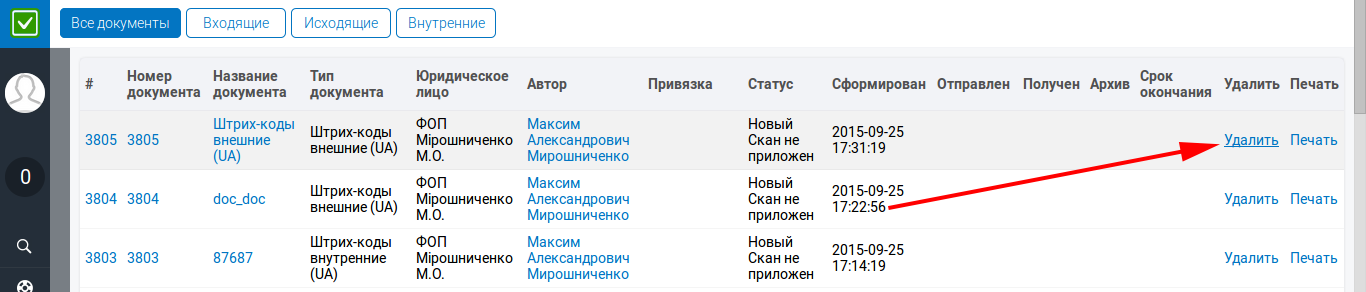 Все документы Входящие Исходящие Внутренние
# Номер документа Название документа Тип документа Юридическое лицо Автор Привязка Статус Сформирован Отправлен Получен Архив Срок окончания Удалить Печать
3805 3805 Штрих-коды внешние (UA) Штрих-коды внешние (UA) ФОП Мірошниченко М.О. Максим Александрович Мирошниченко Новый Скан не приложен 2015-09-25 17:31:19 Удалить Печать
0
3804 3804 doc_doc Штрих-коды внешние (UA) ФОП Мірошниченко М.О. Максим Александрович Мирошниченко Новый Скан не приложен 2015-09-25 17:22:56 Удалить Печать
3803 3803 87687 Штрих-коды внутренние (UA) ФОП Мірошниченко М.О. Максим Александрович Мирошниченко Новый Скан не приложен 2015-09-25 17:14:19 Удалить Печать